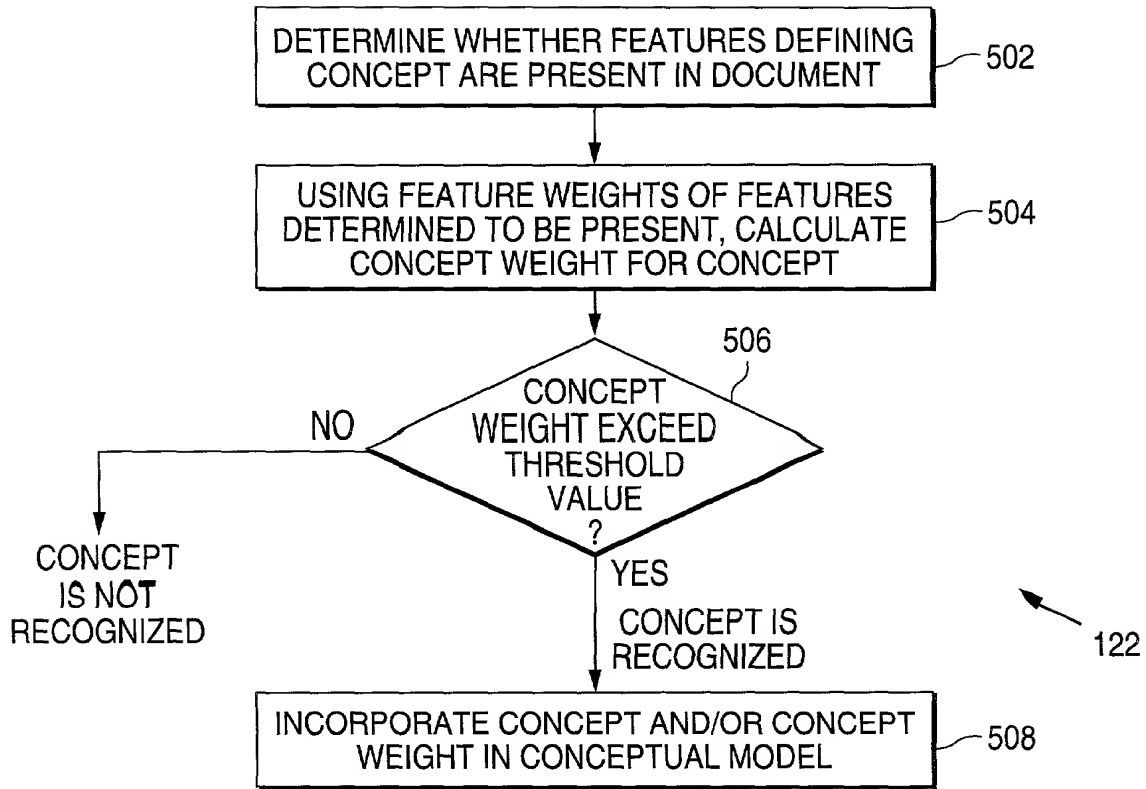 DETERMINE WHETHER FEATURES DEFINING
CONCEPT ARE PRESENT IN DOCUMENT
502
USING FEATURE WEIGHTS OF FEATURES
DETERMINED TO BE PRESENT, CALCULATE
CONCEPT WEIGHT FOR CONCEPT
504
506
CONCEPT
WEIGHT EXCEED
THRESHOLD
VALUE
?
NO
CONCEPT
IS NOT
RECOGNIZED
YES
CONCEPT IS
RECOGNIZED
122
INCORPORATE CONCEPT AND/OR CONCEPT
WEIGHT IN CONCEPTUAL MODEL
508